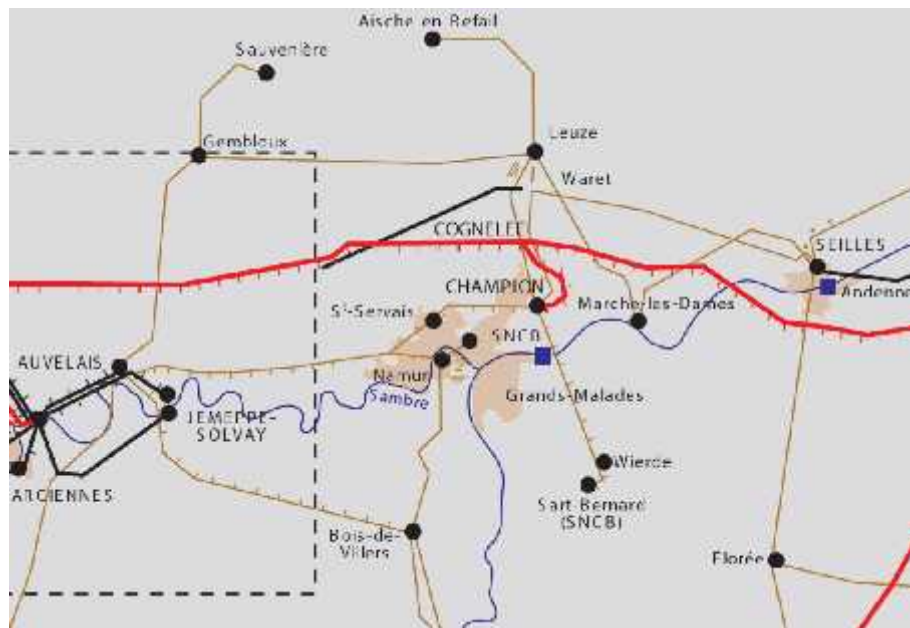 Aische en Refail
Sauvenière
Gembloux
Leuze
Waret
COGNELEE
SEILLES
CHAMPION
Andenne
Marche-les-Dames
St-Servais
SNCB
AUVELAIS
Namur
Sambre
Grands-Malades
JEMEPPE-
SOLVAY
Wierde
ARCIENNES
Sart Bernard
(SNCB)
Bois-de-
Villers
Florée